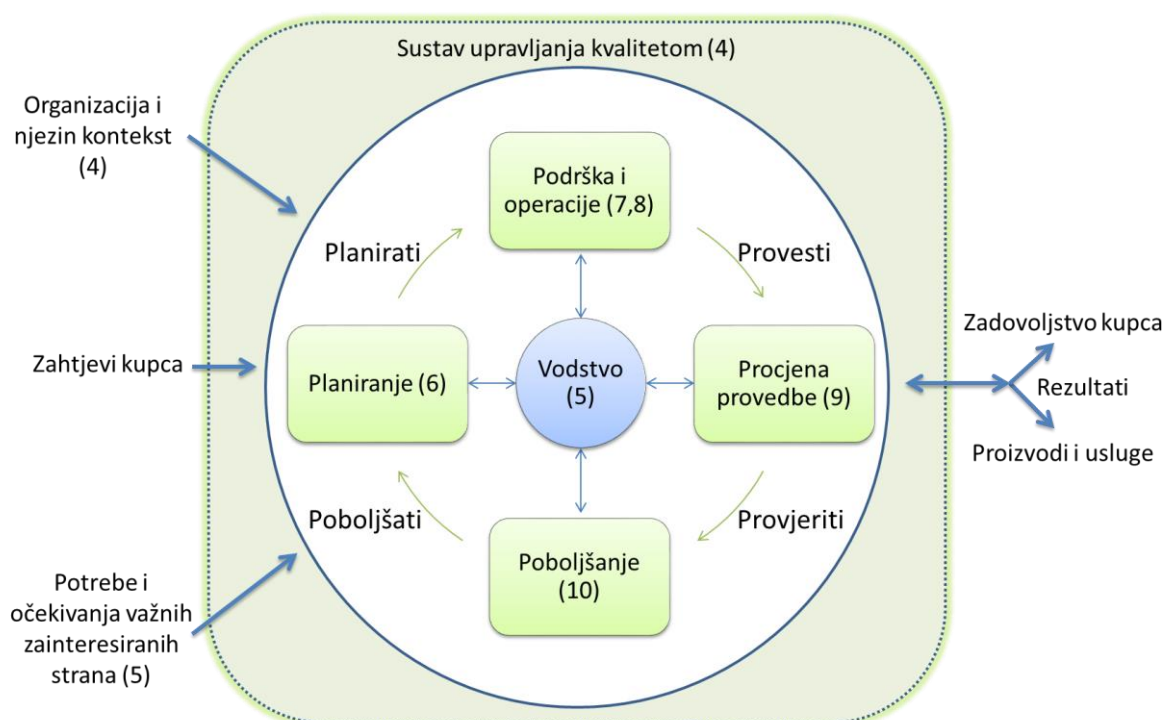 Sustav upravljanja kvalitetom (4)
Organizacija i
njezin kontekst
(4)
Podrška i
operacije (7,8)
Planirati
Provesti
Zahtjevi kupca
Planiranje (6)
Vodstvo
(5)
Procjena
provedbe (9)
Zadovoljstvo kupca
Rezultati
Proizvodi i usluge
Poboljšati
Provjeriti
Poboljšanje
(10)
Potrebe i
očekivanja važnih
zainteresiranih
strana (5)